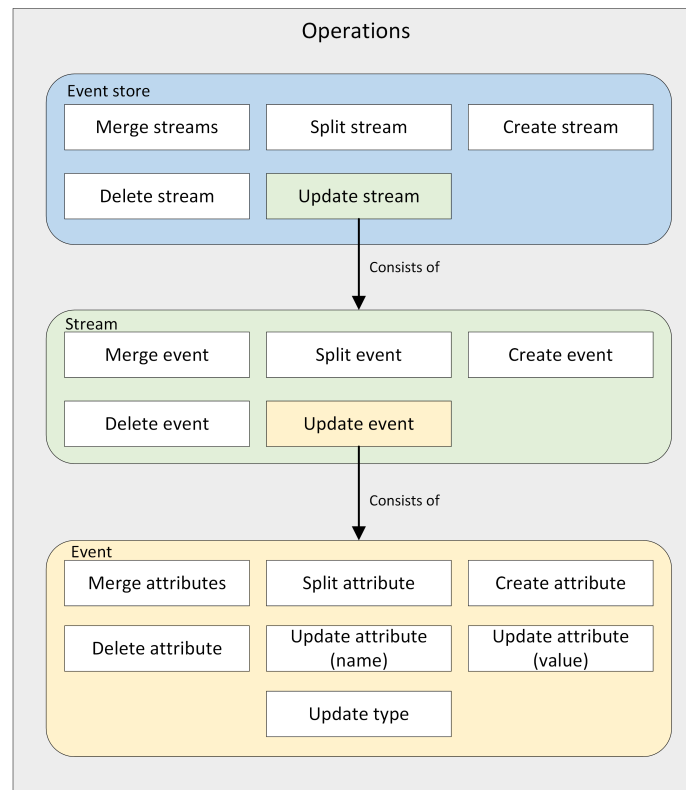 Operations
Event store
Merge streams
Split stream
Create stream
Delete stream
Update stream
Consists of
Stream
Merge event
Split event
Create event
Delete event
Update event
Consists of
Event
Merge attributes
Split attribute
Create attribute
Delete attribute
Update attribute
(name)
Update attribute
(value)
Update type